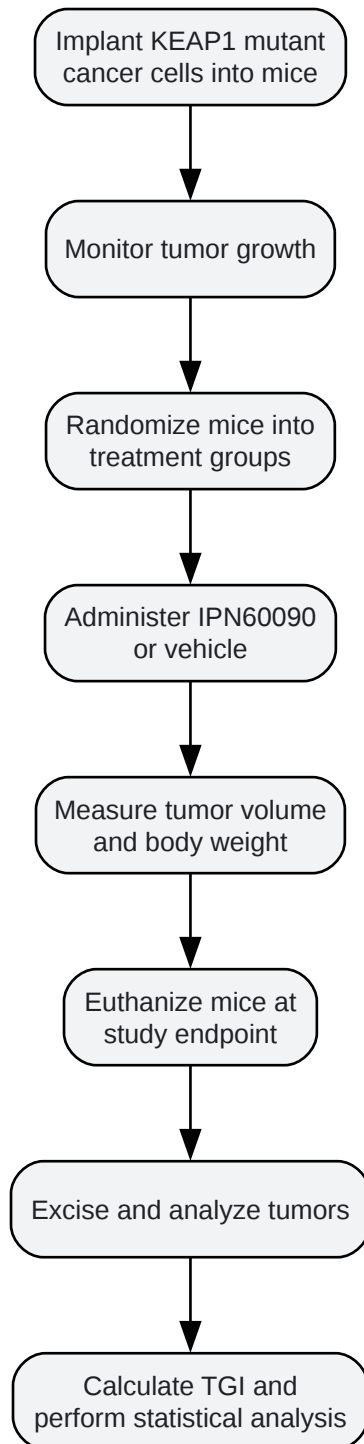 Implant KEAP1 mutant
cancer cells into mice
Monitor tumor growth
Randomize mice into
treatment groups
Administer IPN60090
or vehicle
Measure tumor volume
and body weight
Euthanize mice at
study endpoint
Excise and analyze tumors
Calculate TGI and
perform statistical analysis